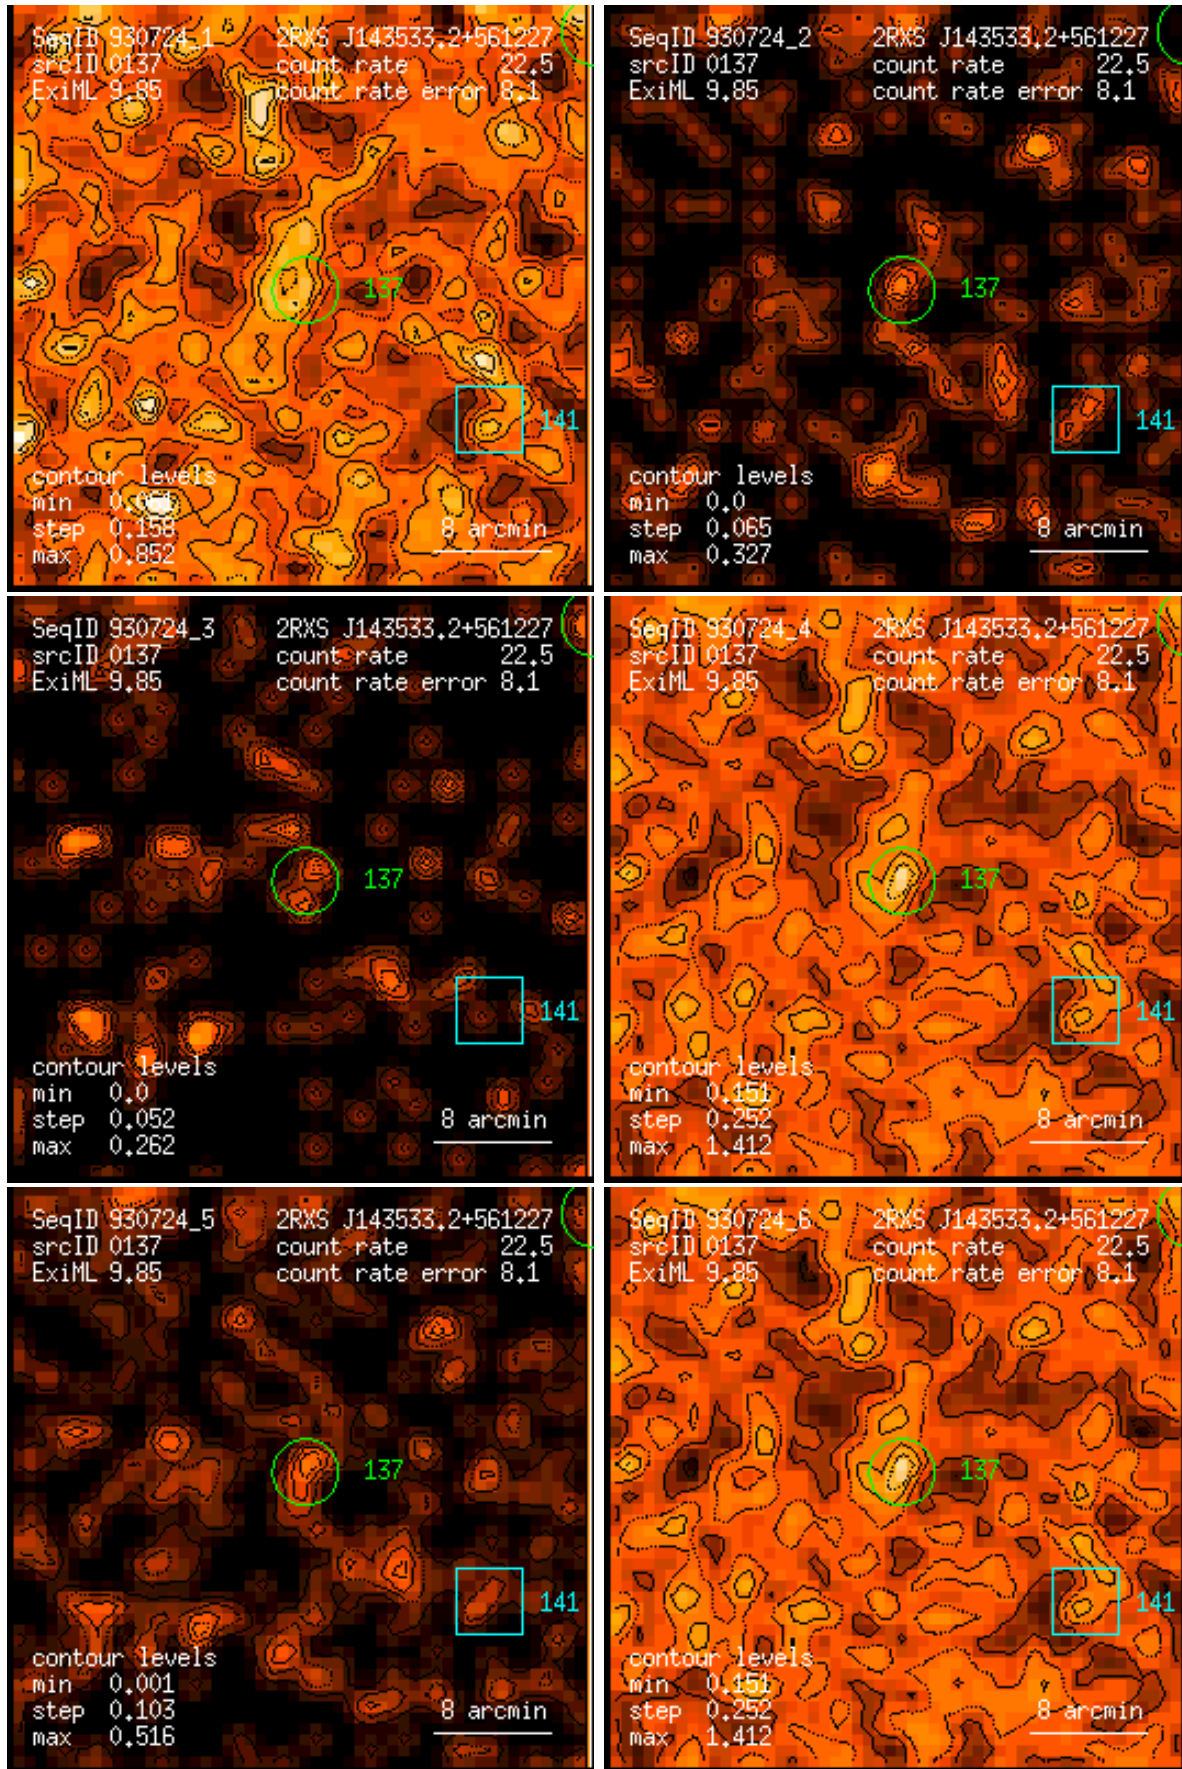 SeqID 930724_1 2RXS J143533.2+561227
srcID 0137 count rate 22.5
ExiML 9.85 count rate error 8.1
137
141
contour levels
min 0.061
step 0.158
max 0.852
8 arcmin
SeqID 930724_2 2RXS J143533.2+561227
srcID 0137 count rate 22.5
ExiML 9.85 count rate error 8.1
137
141
contour levels
min 0.0
step 0.065
max 0.327
8 arcmin
SeqID 930724_3 2RXS J143533.2+561227
srcID 0137 count rate 22.5
ExiML 9.85 count rate error 8.1
137
141
contour levels
min 0.0
step 0.052
max 0.262
8 arcmin
SeqID 930724_4 2RXS J143533.2+561227
srcID 0137 count rate 22.5
ExiML 9.85 count rate error 8.1
137
141
contour levels
min 0.151
step 0.252
max 1.412
8 arcmin
SeqID 930724_5 2RXS J143533.2+561227
srcID 0137 count rate 22.5
ExiML 9.85 count rate error 8.1
137
141
contour levels
min 0.001
step 0.103
max 0.516
8 arcmin
SeqID 930724_6 2RXS J143533.2+561227
srcID 0137 count rate 22.5
ExiML 9.85 count rate error 8.1
137
141
contour levels
min 0.151
step 0.252
max 1.412
8 arcmin